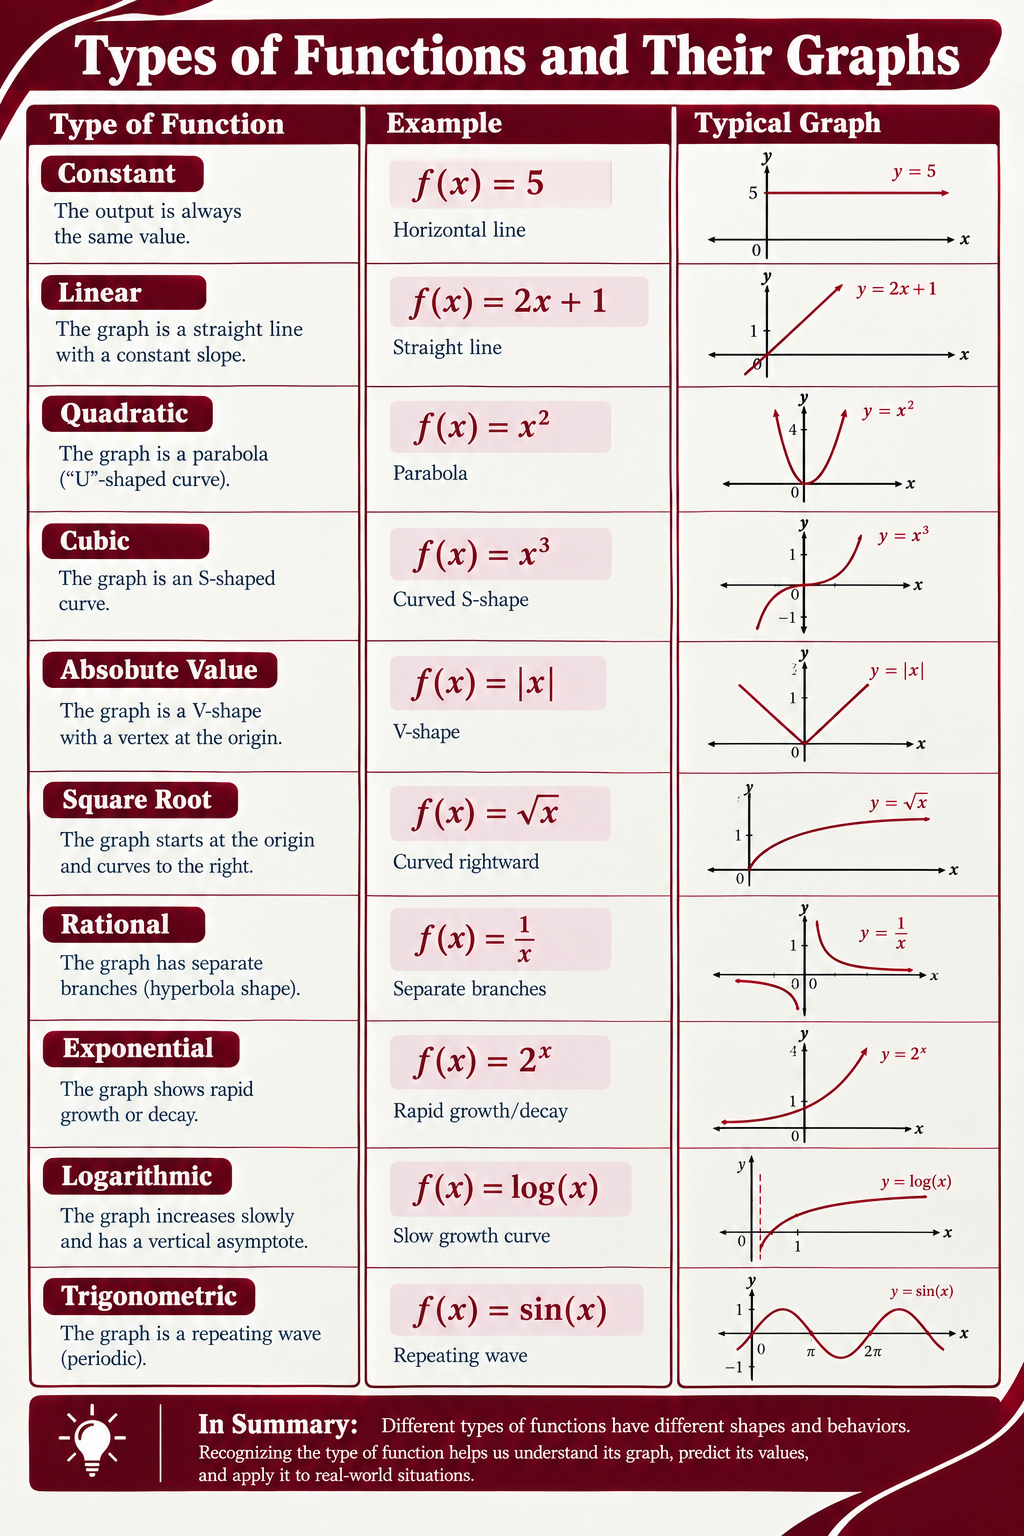 Types of Functions and Their Graphs
Type of Function
Example
Typical Graph
Constant
The output is always
the same value.
f(x) = 5
Horizontal line
y
y = 5
5
0
x
Linear
The graph is a straight line
with a constant slope.
f(x) = 2x + 1
Straight line
y
y = 2x + 1
1
0
x
Quadratic
The graph is a parabola
(“U”-shaped curve).
f(x) = x²
Parabola
y
y = x²
4
0
x
Cubic
The graph is an S-shaped
curve.
f(x) = x³
Curved S-shape
y
y = x³
1
0
x
−1
Absolute Value
The graph is a V-shape
with a vertex at the origin.
f(x) = |x|
V-shape
y
y = |x|
1
0
x
Square Root
The graph starts at the origin
and curves to the right.
f(x) = √x
Curved rightward
y
y = √x
1
0
x
Rational
The graph has separate
branches (hyperbola shape).
f(x) = 1/x
Separate branches
y
y = 1/x
1
0 0
x
Exponential
The graph shows rapid
growth or decay.
f(x) = 2ˣ
Rapid growth/decay
y
4
y = 2ˣ
1
0
x
Logarithmic
The graph increases slowly
and has a vertical asymptote.
f(x) = log(x)
Slow growth curve
y
y = log(x)
0
1
x
Trigonometric
The graph is a repeating wave
(periodic).
f(x) = sin(x)
Repeating wave
y
y = sin(x)
1
x
0 π 2π
−1
In Summary: Different types of functions have different shapes and behaviors.
Recognizing the type of function helps us understand its graph, predict its values,
and apply it to real-world situations.